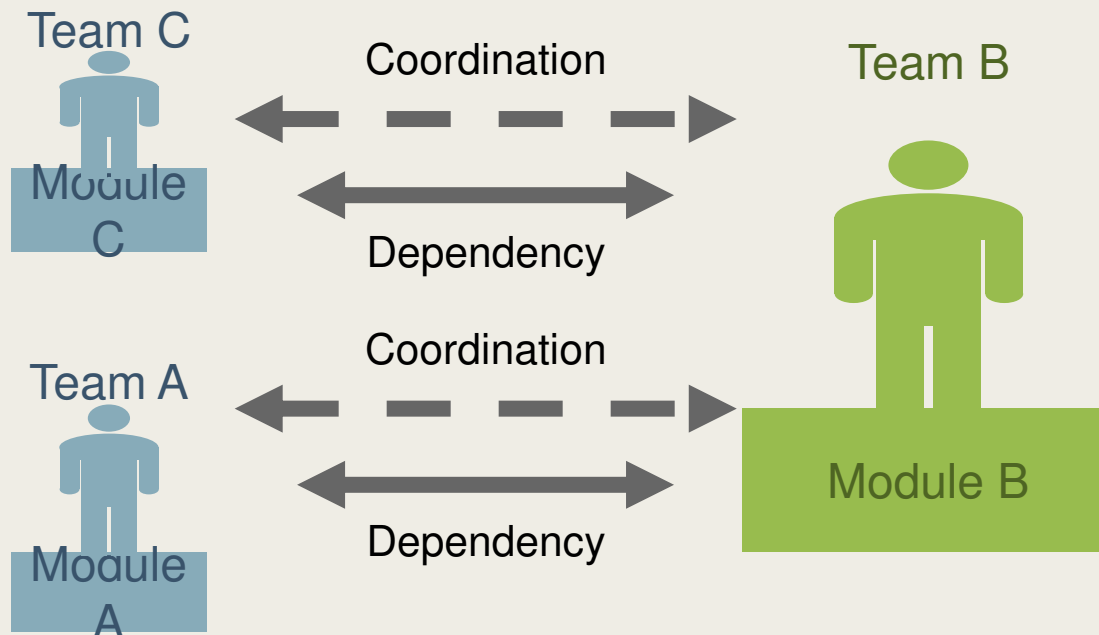 Team C
Coordination
Team B
Module
C
Dependency
Coordination
Team A
Module B
Dependency
Module
A